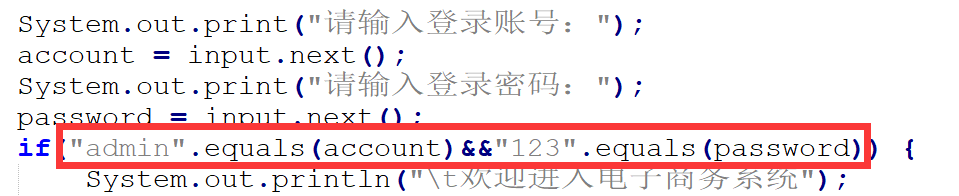 System.out.print("请输入登录账号：");
account = input.next();
System.out.print("请输入登录密码：");
password = input.next();
if("admin".equals(account)&&"123".equals(password)) {
System.out.println("\t欢迎进入电子商务系统");